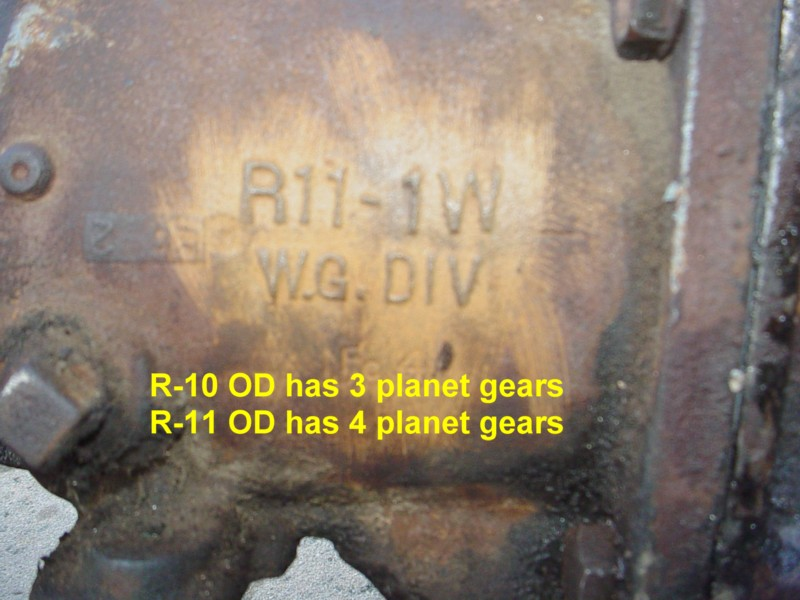 R11-1W
W.G. DIV
R-10 OD has 3 planet gears
R-11 OD has 4 planet gears